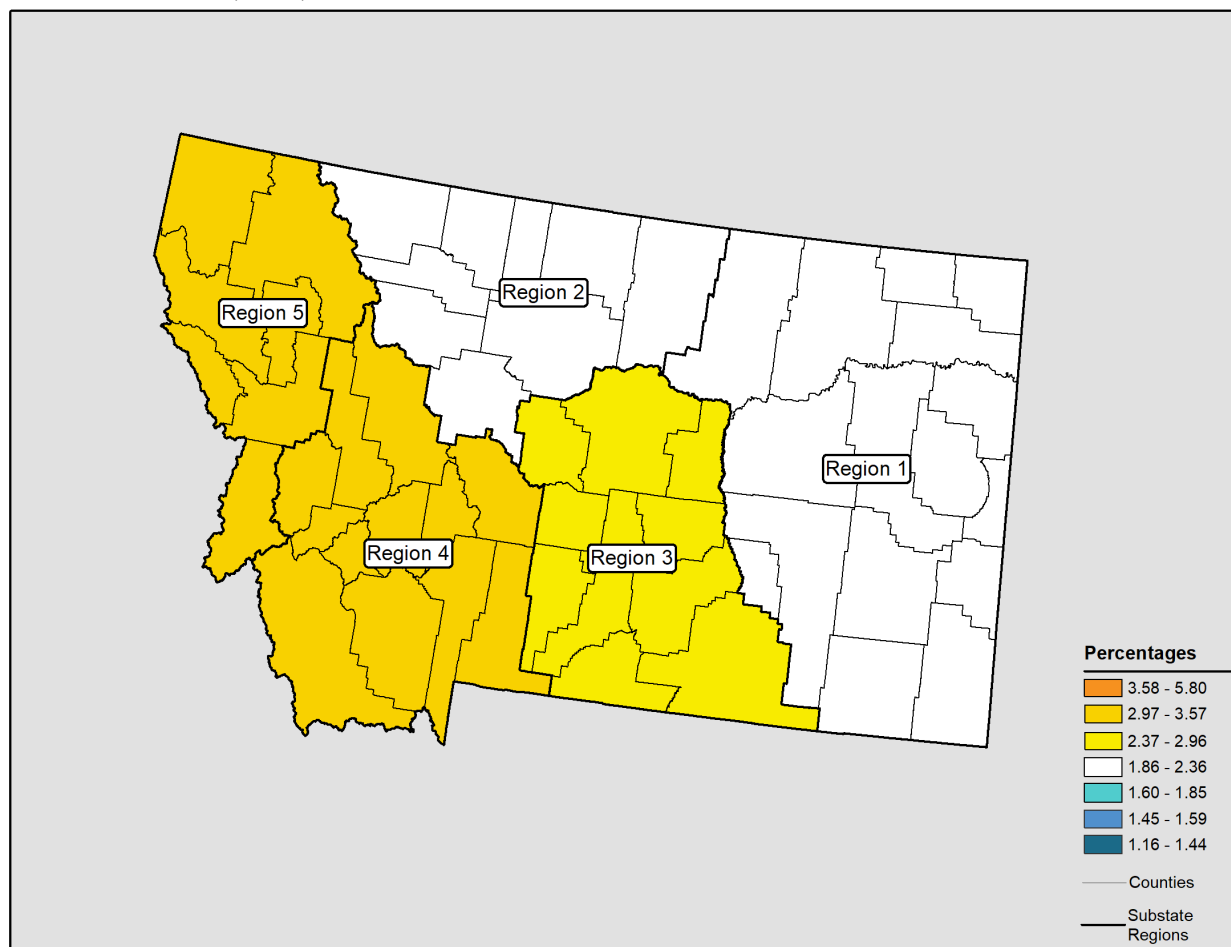 Region 2
Region 5
Region 1
Region 4
Region 3
Percentages
3.58 - 5.80
2.97 - 3.57
2.37 - 2.96
1.86 - 2.36
1.60 - 1.85
1.45 - 1.59
1.16 - 1.44
Counties
Substate
Regions